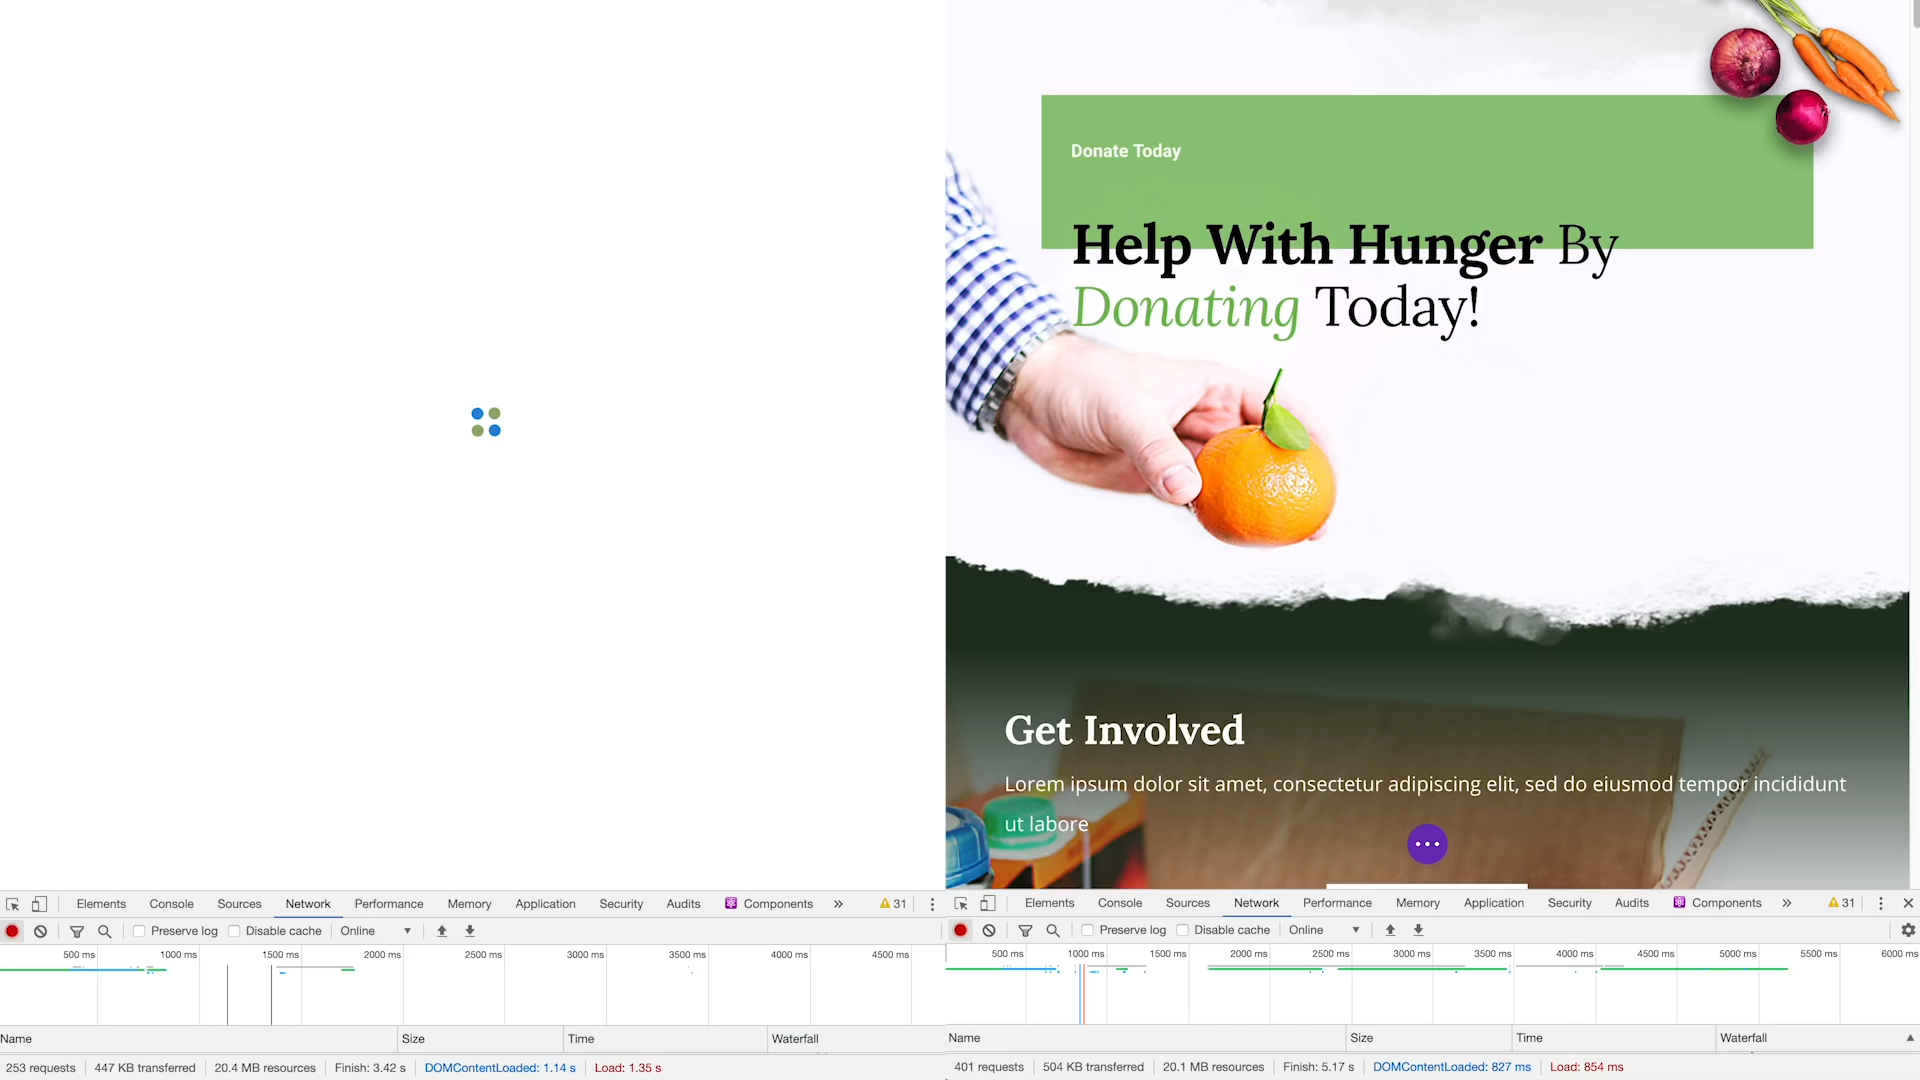 Donate Today
Help With Hunger By
Donating Today!
Get Involved
Lorem ipsum dolor sit amet, consectetur adipiscing elit, sed do eiusmod tempor incididunt
ut labore
Elements Console Sources Network Performance Memory Application Security Audits Components » 31
Preserve log Disable cache Online
500 ms 1000 ms 1500 ms 2000 ms 2500 ms 3000 ms 3500 ms 4000 ms 4500 ms
Name Size Time Waterfall
253 requests 447 KB transferred 20.4 MB resources Finish: 3.42 s DOMContentLoaded: 1.14 s Load: 1.35 s
Elements Console Sources Network Performance Memory Application Security Audits Components » 31
Preserve log Disable cache Online
500 ms 1000 ms 1500 ms 2000 ms 2500 ms 3000 ms 3500 ms 4000 ms 4500 ms 5000 ms 5500 ms 6000 ms
Name Size Time Waterfall
401 requests 504 KB transferred 20.1 MB resources Finish: 5.17 s DOMContentLoaded: 827 ms Load: 854 ms